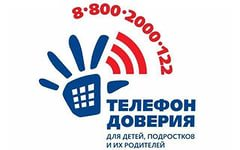 8-800-2000-122
ТЕЛЕФОН
ДОВЕРИЯ
ДЛЯ ДЕТЕЙ, ПОДРОСТКОВ
И ИХ РОДИТЕЛЕЙ